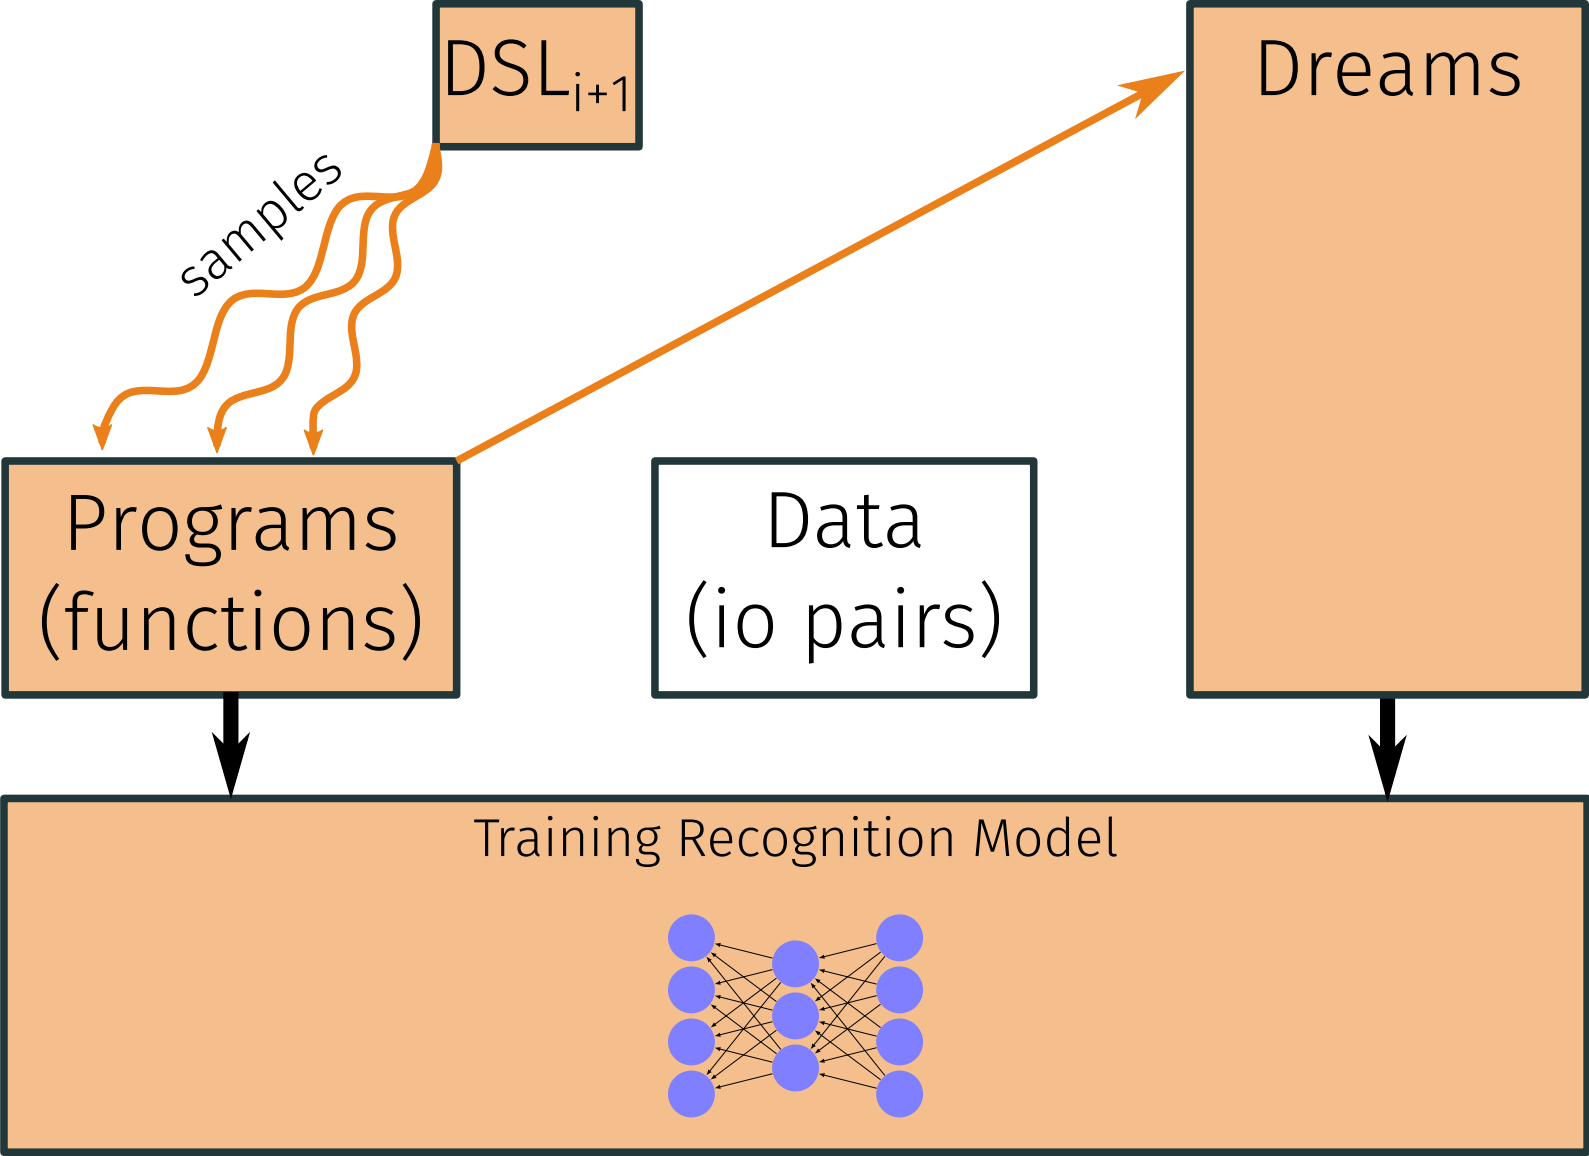 DSLi+1
Dreams
samples
Programs
(functions)
Data
(io pairs)
Training Recognition Model